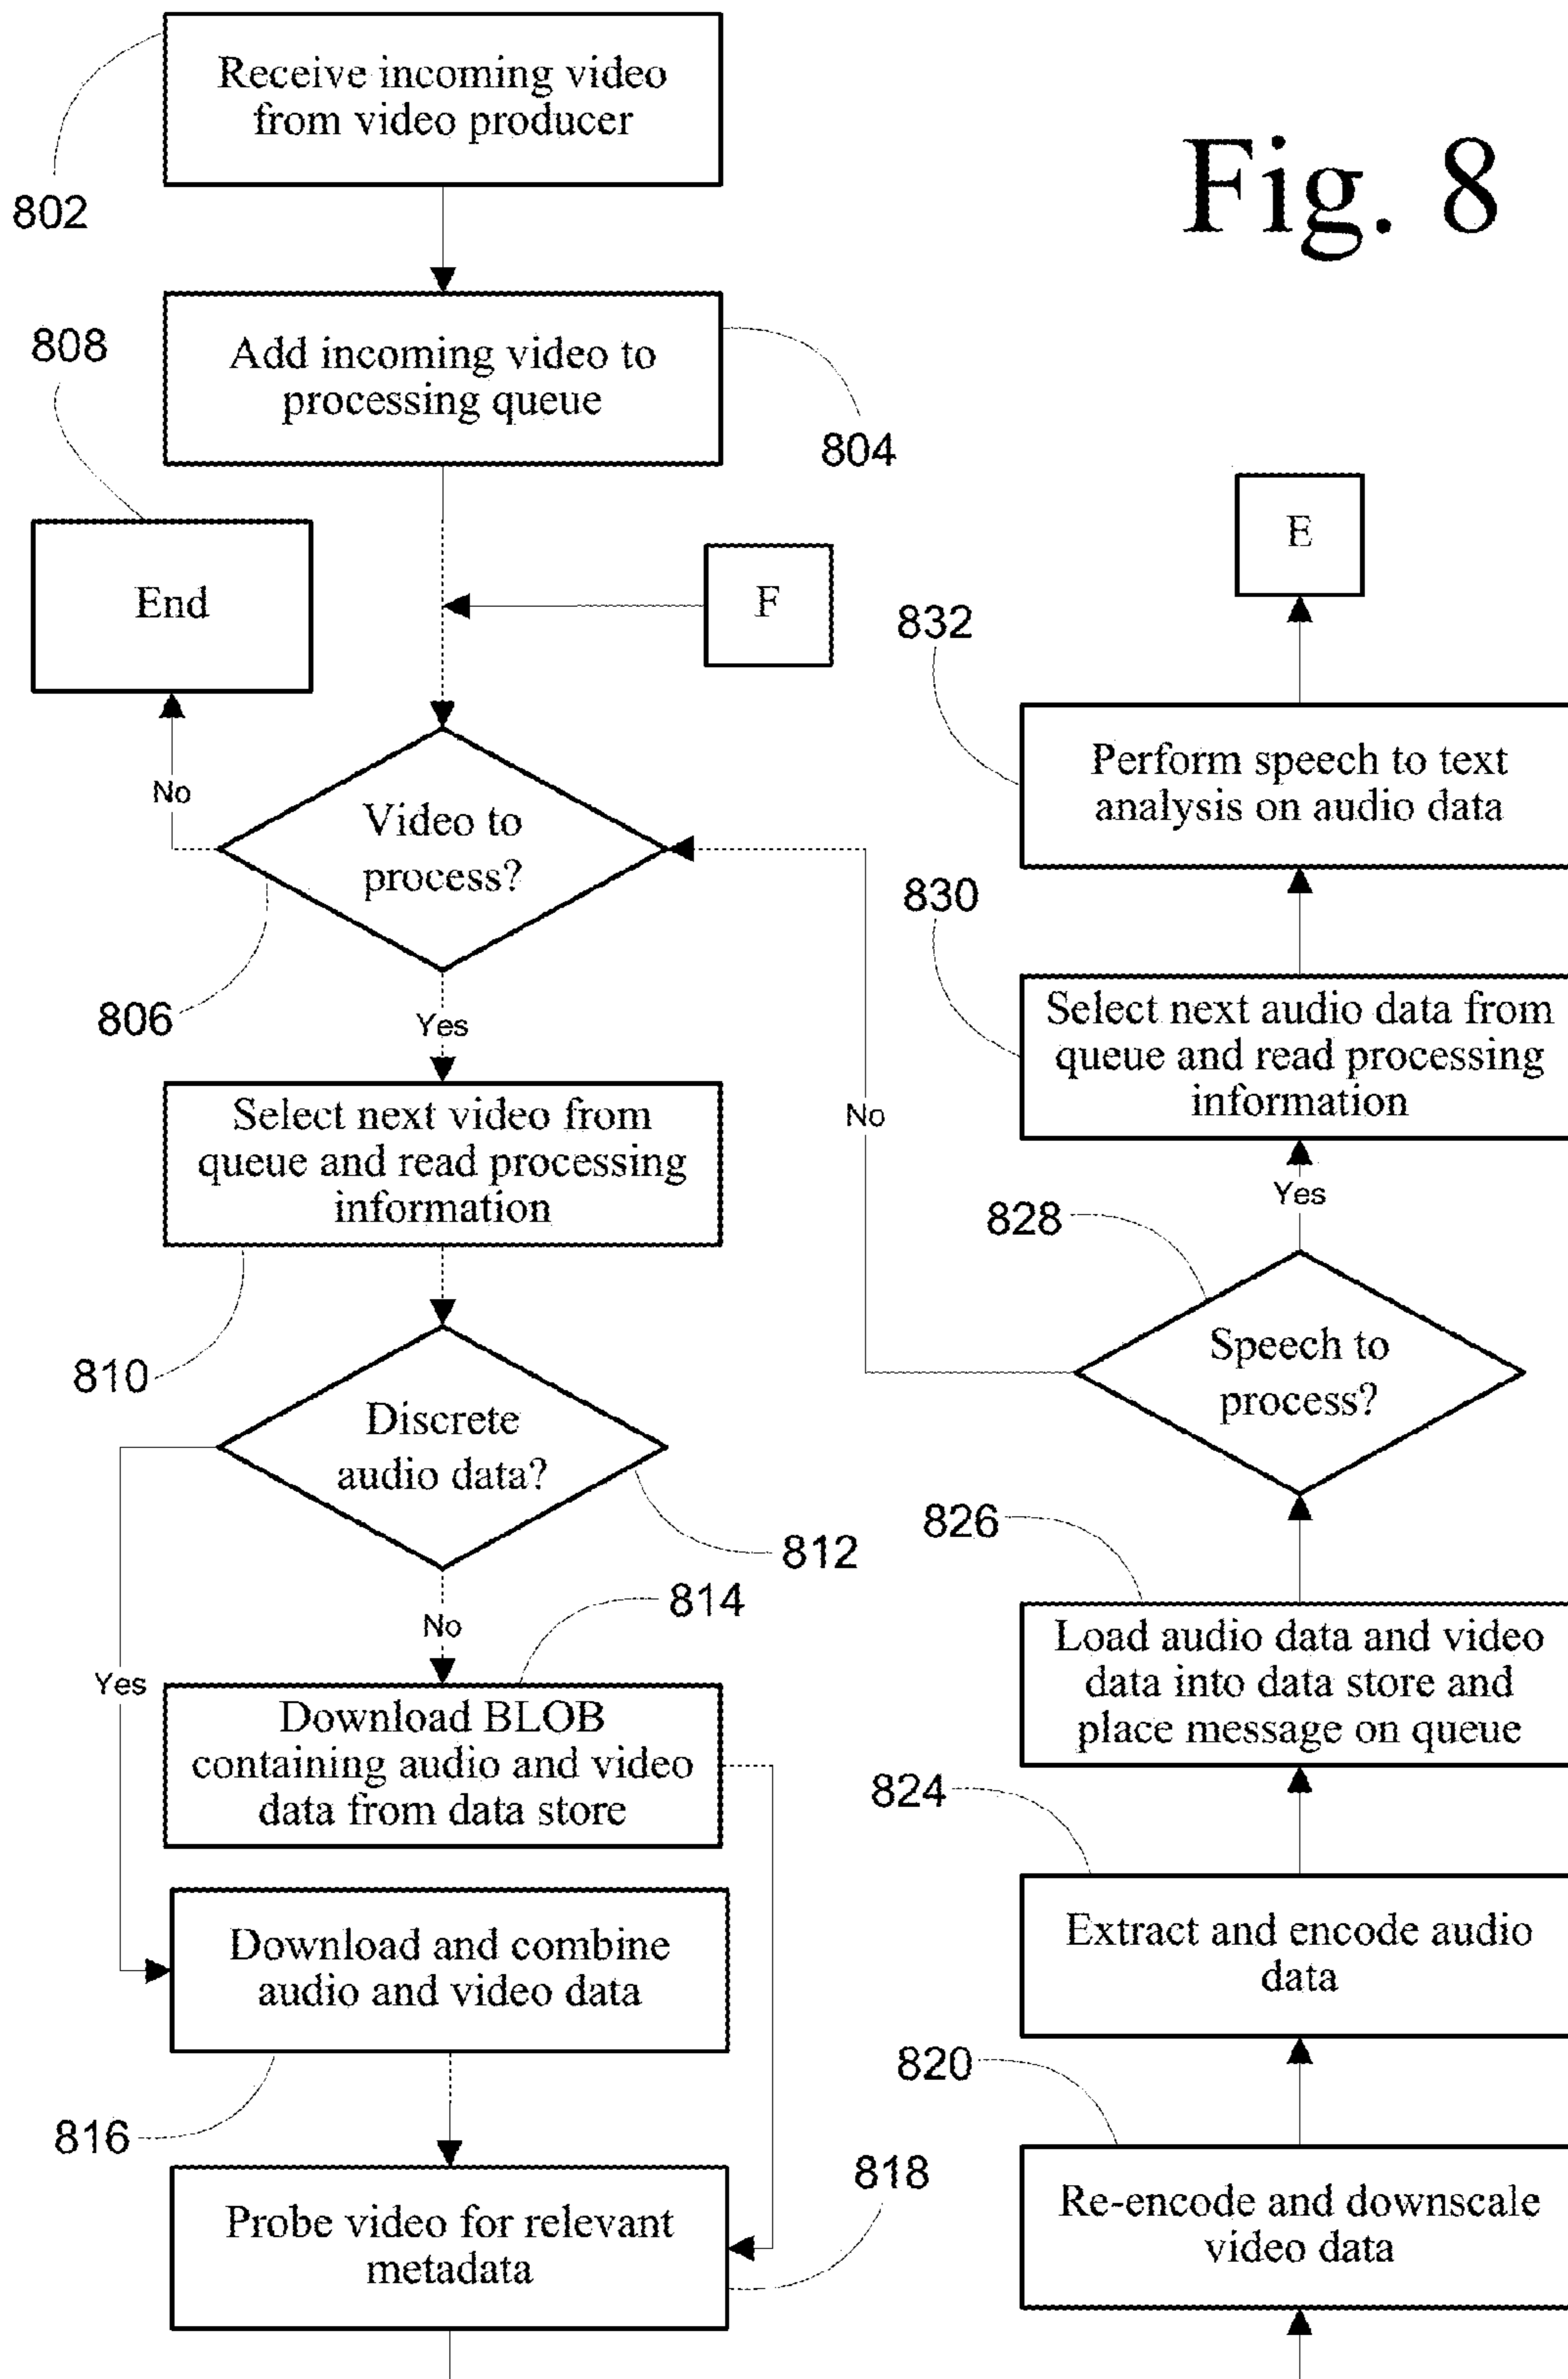 Fig. 8
Receive incoming video
from video producer
802
Add incoming video to
processing queue
804
808
End
F
No
Video to
process?
806
Yes
Select next video from
queue and read processing
information
810
Discrete
audio data?
812
No
814
Yes
Download BLOB
containing audio and video
data from data store
Download and combine
audio and video data
816
Probe video for relevant
metadata
818
E
832
Perform speech to text
analysis on audio data
830
Select next audio data from
queue and read processing
information
No
Yes
828
Speech to
process?
826
Load audio data and video
data into data store and
place message on queue
824
Extract and encode audio
data
820
Re-encode and downscale
video data